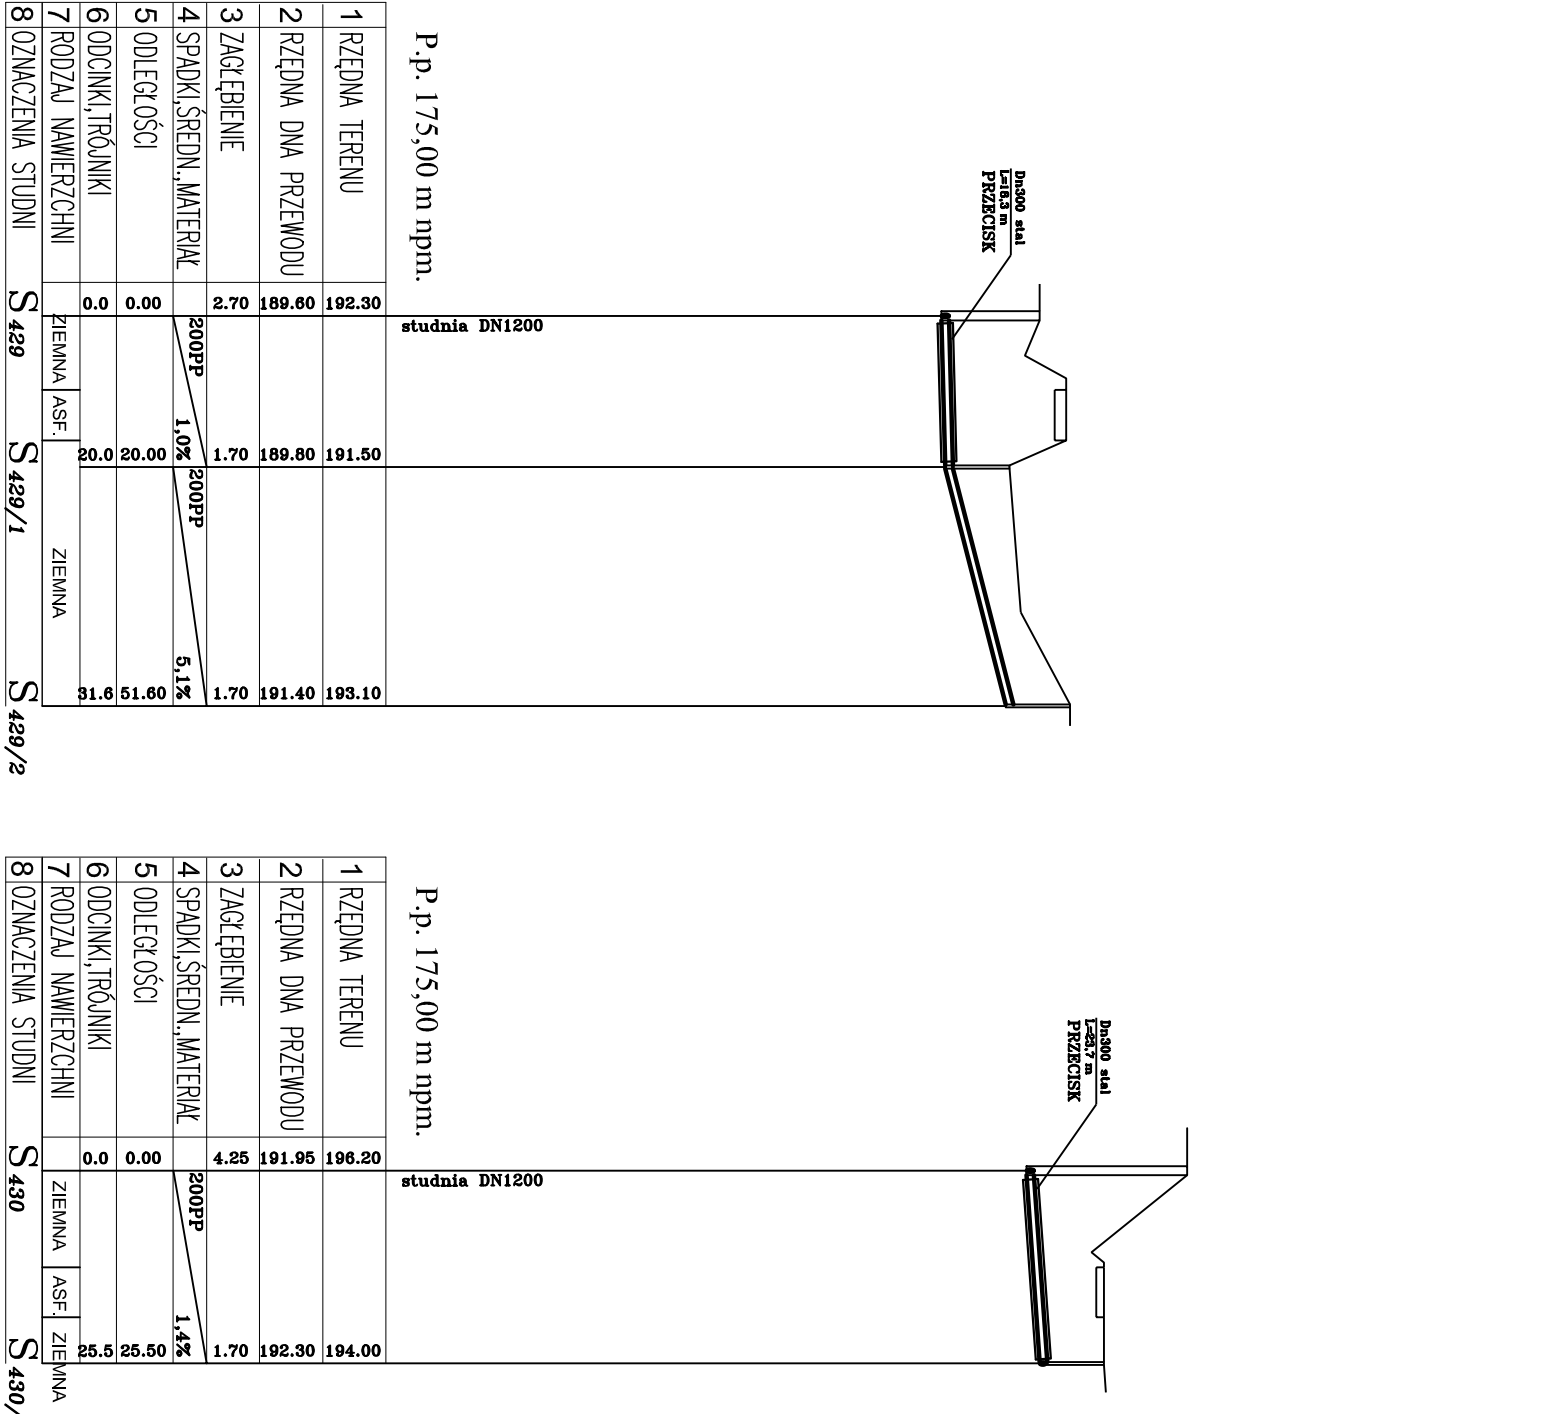 Dn300 stal
L=18,3 m
PRZECISK
P.p. 175,00 m npm.
studnia DN1200
1 RZĘDNA TERENU 192.30 191.50 193.10
2 RZĘDNA DNA PRZEWODU 189.60 189.80 191.40
3 ZAGŁĘBIENIE 2.70 1.70 1.70
4 SPADKI,ŚREDN.,MATERIAŁ 200PP 1,0% 200PP 5,1%
5 ODLEGŁOŚCI 0.00 20.00 51.60
6 ODCINKI,TRÓJNIKI 0.0 20.0 31.6
7 RODZAJ NAWIERZCHNI ZIEMNA ASF. ZIEMNA
8 OZNACZENIA STUDNI S 429 S 429/1 S 429/2
Dn300 stal
L=23,7 m
PRZECISK
P.p. 175,00 m npm.
studnia DN1200
1 RZĘDNA TERENU 196.20 194.00
2 RZĘDNA DNA PRZEWODU 191.95 192.30
3 ZAGŁĘBIENIE 4.25 1.70
4 SPADKI,ŚREDN.,MATERIAŁ 200PP 1,4%
5 ODLEGŁOŚCI 0.00 25.50
6 ODCINKI,TRÓJNIKI 0.0 25.5
7 RODZAJ NAWIERZCHNI ZIEMNA ASF. ZIEMNA
8 OZNACZENIA STUDNI S 430 S 430/